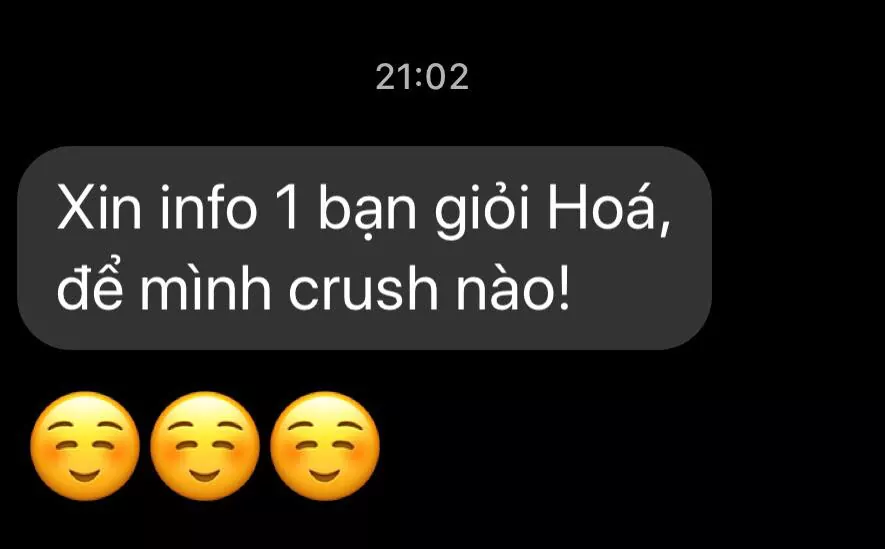 21:02
Xin info 1 bạn giỏi Hoá,
để mình crush nào!
☺️☺️☺️